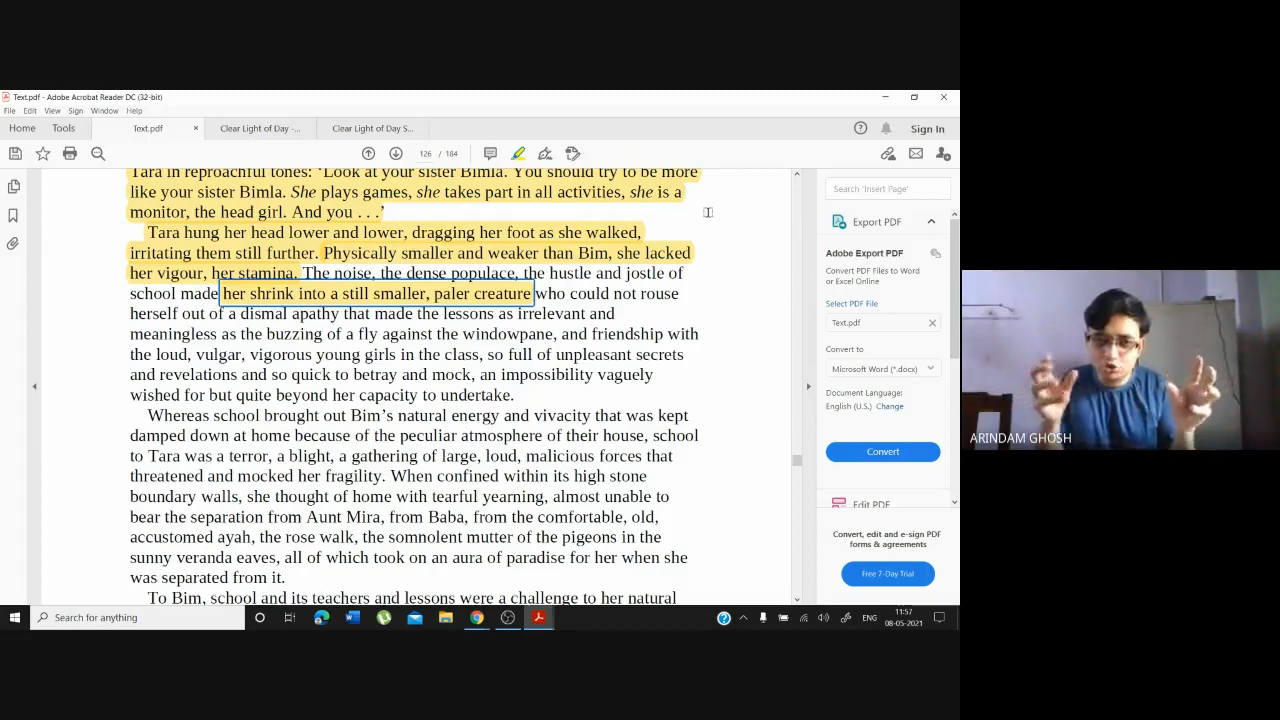 Text.pdf - Adobe Acrobat Reader DC (32-bit)
File Edit View Sign Window Help
Home Tools Text.pdf × Clear Light of Day -... Clear Light of Day S... Sign In
126 / 184
Tara in reproachful tones: ‘Look at your sister Bimla. You should try to be more
like your sister Bimla. She plays games, she takes part in all activities, she is a
monitor, the head girl. And you . . .’
Tara hung her head lower and lower, dragging her foot as she walked,
irritating them still further. Physically smaller and weaker than Bim, she lacked
her vigour, her stamina. The noise, the dense populace, the hustle and jostle of
school made her shrink into a still smaller, paler creature who could not rouse
herself out of a dismal apathy that made the lessons as irrelevant and
meaningless as the buzzing of a fly against the windowpane, and friendship with
the loud, vulgar, vigorous young girls in the class, so full of unpleasant secrets
and revelations and so quick to betray and mock, an impossibility vaguely
wished for but quite beyond her capacity to undertake.
Whereas school brought out Bim’s natural energy and vivacity that was kept
damped down at home because of the peculiar atmosphere of their house, school
to Tara was a terror, a blight, a gathering of large, loud, malicious forces that
threatened and mocked her fragility. When confined within its high stone
boundary walls, she thought of home with tearful yearning, almost unable to
bear the separation from Aunt Mira, from Baba, from the comfortable, old,
accustomed ayah, the rose walk, the somnolent mutter of the pigeons in the
sunny veranda eaves, all of which took on an aura of paradise for her when she
was separated from it.
To Bim, school and its teachers and lessons were a challenge to her natural
Search 'Insert Page'
Export PDF
Adobe Export PDF
Convert PDF Files to Word
or Excel Online
Select PDF File
Text.pdf
Convert to
Microsoft Word (*.docx)
Document Language:
English (U.S.) Change
Convert
Edit PDF
Convert, edit and e-sign PDF
forms & agreements
Free 7-Day Trial
ARINDAM GHOSH
Search for anything
ENG
11:57
08-05-2021